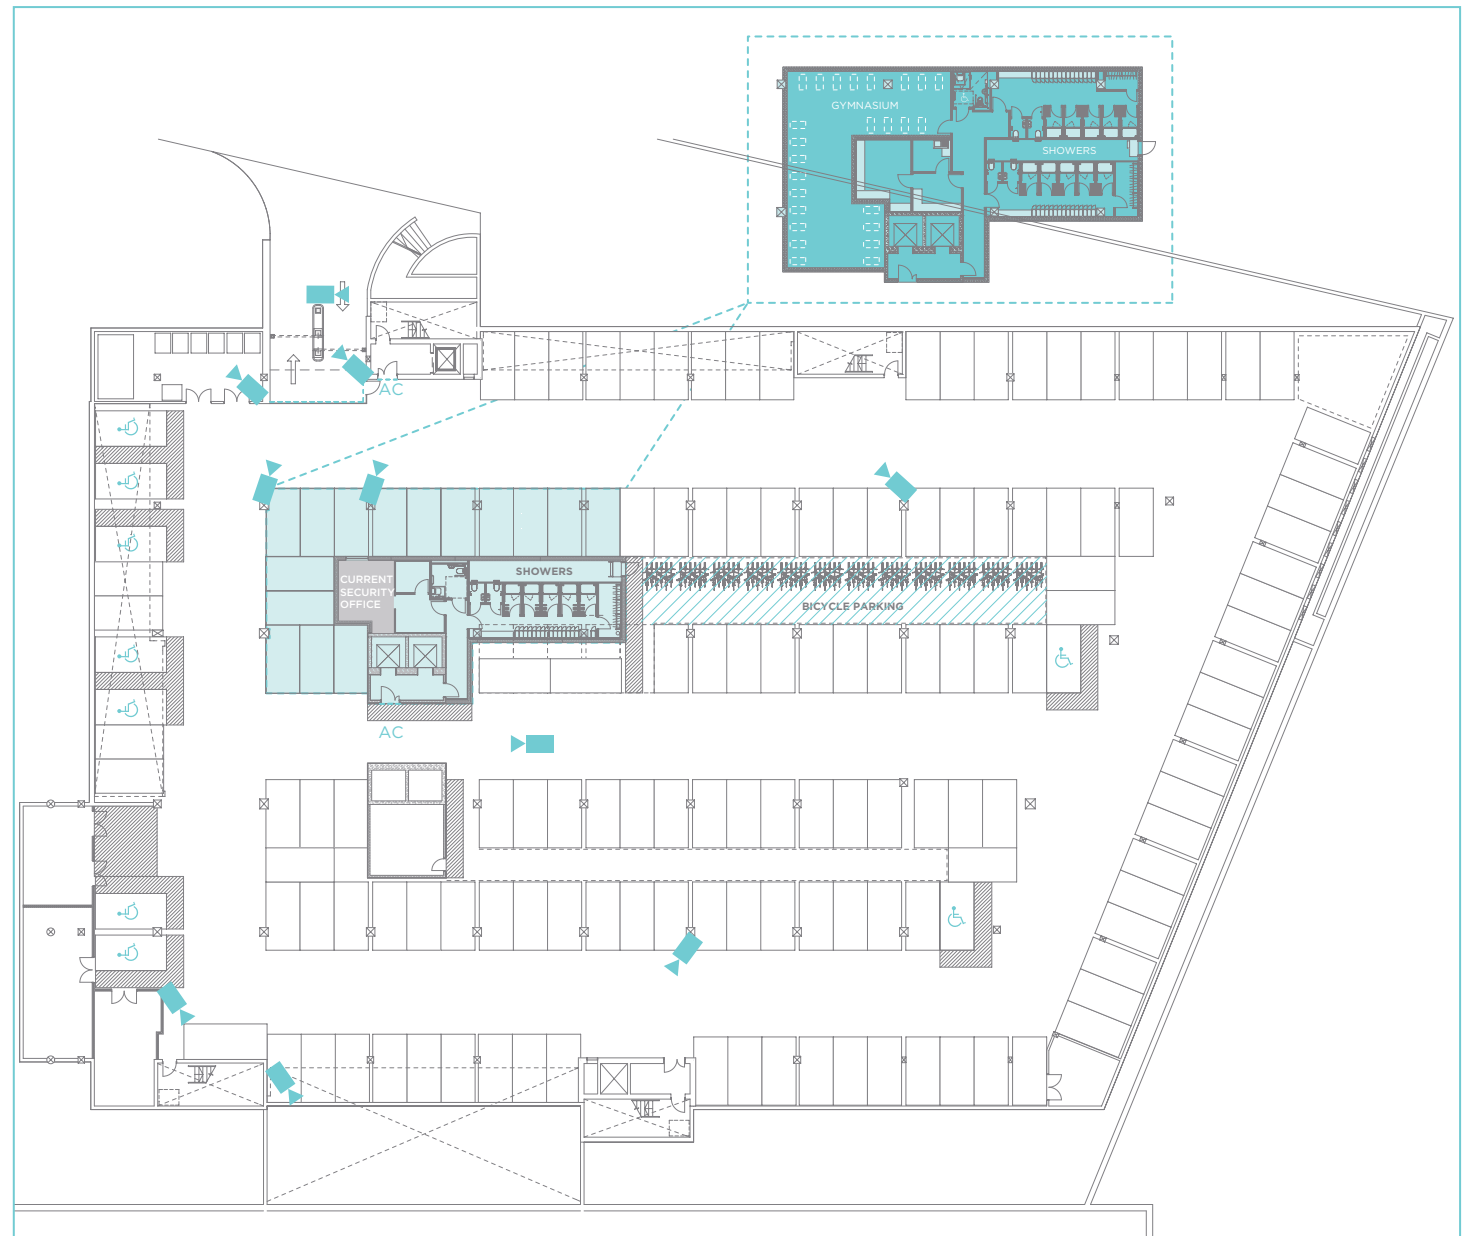 GYMNASIUM
SHOWERS
AC
SHOWERS
CURRENT
SECURITY
OFFICE
BICYCLE PARKING
AC